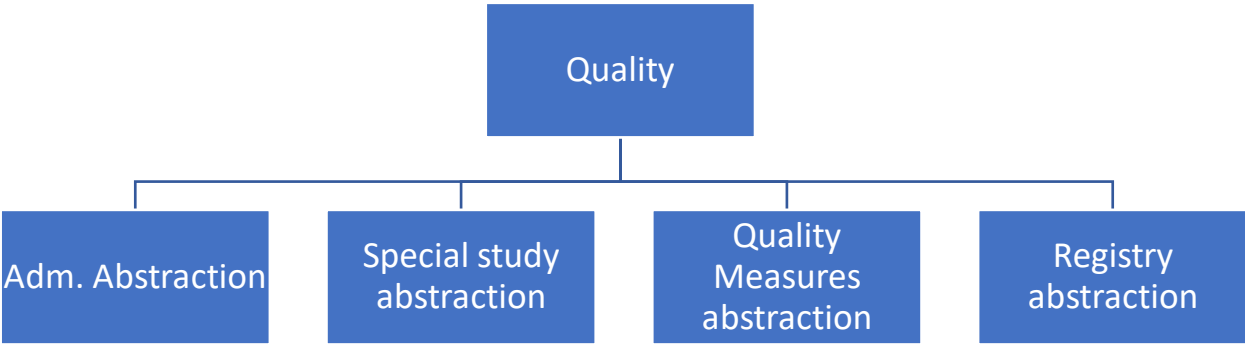 Quality
Adm. Abstraction
Special study
abstraction
Quality
Measures
abstraction
Registry
abstraction